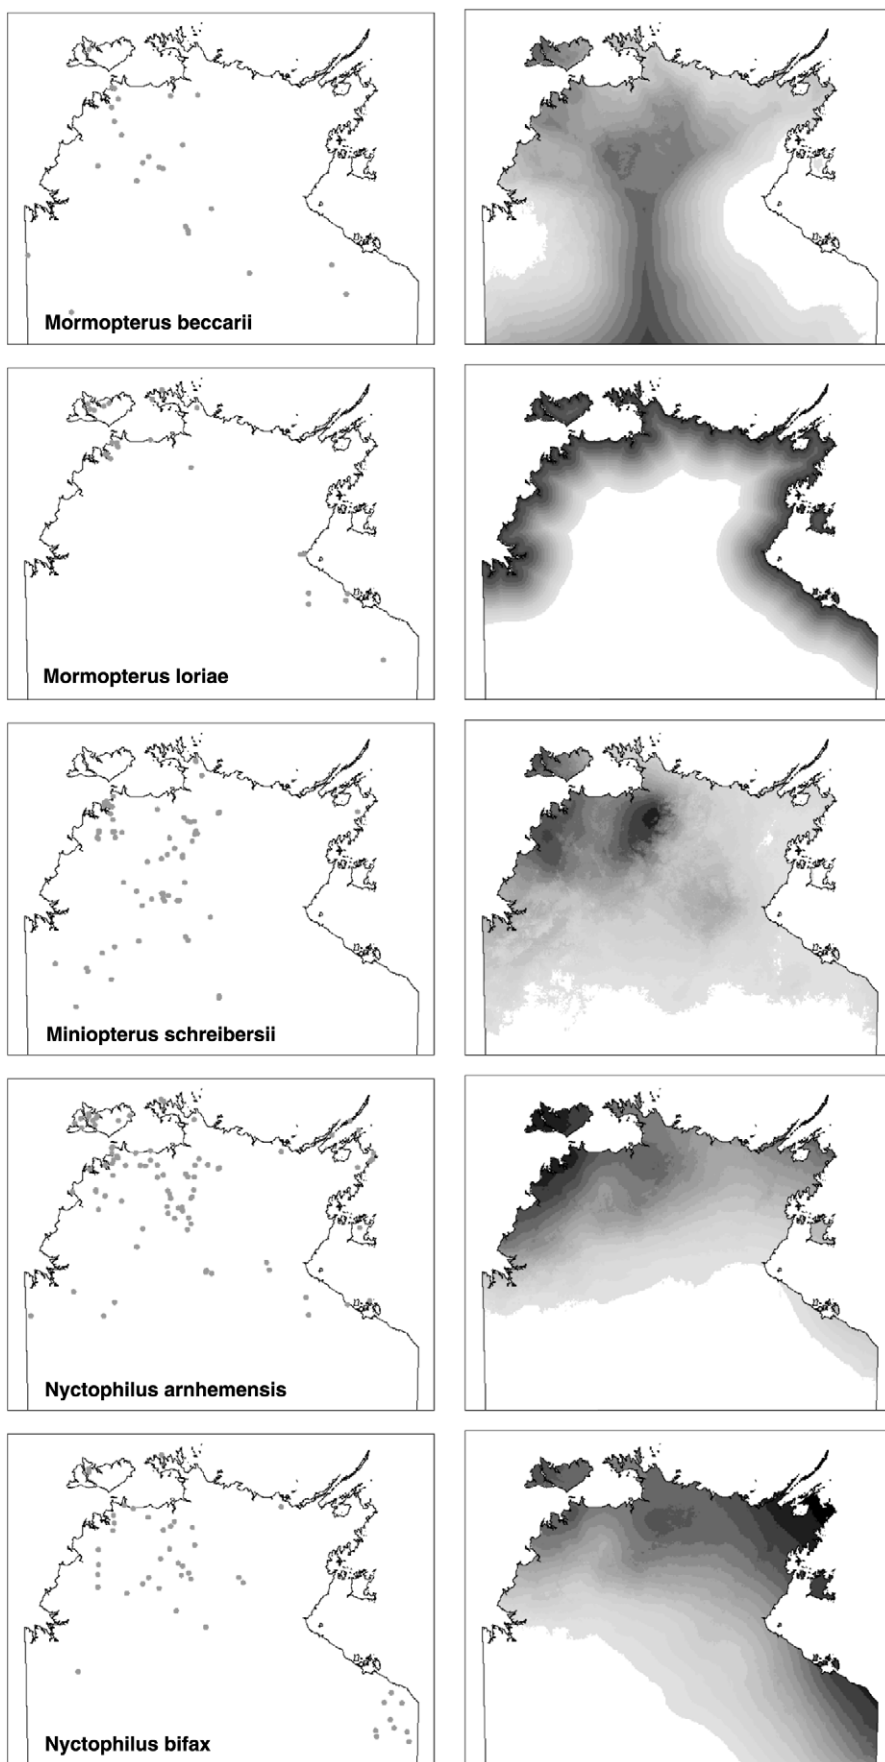 Mormopterus beccarii
Mormopterus loriae
Miniopterus schreibersii
Nyctophilus arnhemensis
Nyctophilus bifax